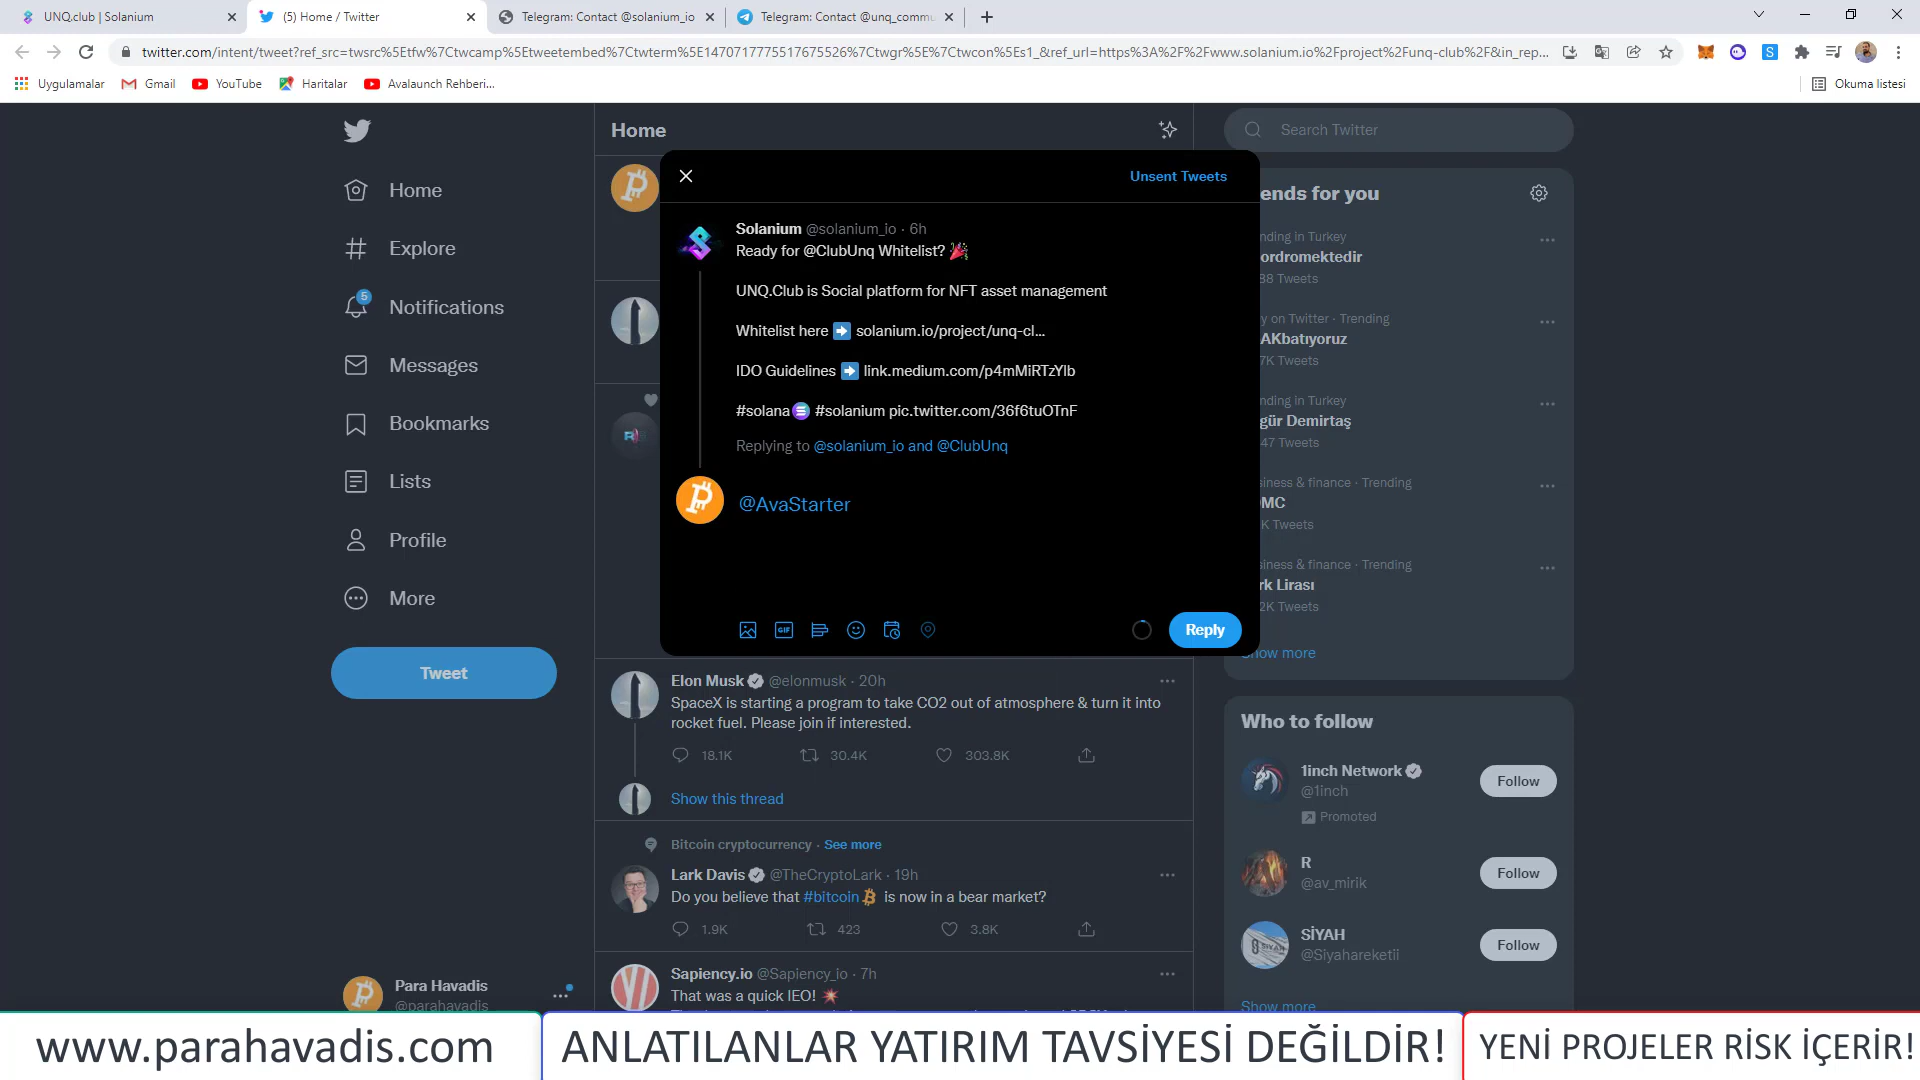 UNQ.club | Solanium
(5) Home / Twitter
Telegram: Contact @solanium_io
Telegram: Contact @unq_commu
twitter.com/intent/tweet?ref_src=twsrc%5Etfw%7Ctwcamp%5Etweetembed%7Ctwterm%5E1470717775517675526%7Ctwgr%5E%7Ctwcon%5Es1_&ref_url=https%3A%2F%2Fwww.solanium.io%2Fproject%2Funq-club%2F&in_rep...
Uygulamalar
Gmail
YouTube
Haritalar
Avalaunch Rehberi...
Okuma listesi
Home
Explore
5
Notifications
Messages
Bookmarks
Lists
Profile
More
Tweet
Para Havadis
@parahavadis
Home
Unsent Tweets
Solanium @solanium_io · 6h
Ready for @ClubUnq Whitelist? 🎉
UNQ.Club is Social platform for NFT asset management
Whitelist here ➡️ solanium.io/project/unq-cl...
IDO Guidelines ➡️ link.medium.com/p4mMiRTzYlb
#solana #solanium pic.twitter.com/36f6tuOTnF
Replying to @solanium_io and @ClubUnq
@AvaStarter
GIF
Reply
Elon Musk @elonmusk · 20h
SpaceX is starting a program to take CO2 out of atmosphere & turn it into
rocket fuel. Please join if interested.
18.1K 30.4K 303.8K
Show this thread
Bitcoin cryptocurrency · See more
Lark Davis @TheCryptoLark · 19h
Do you believe that #bitcoin is now in a bear market?
1.9K 423 3.8K
Sapiency.io @Sapiency_io · 7h
That was a quick IEO! 💥
Search Twitter
ends for you
nding in Turkey
ordromektedir
88 Tweets
y on Twitter · Trending
AKbatıyoruz
7K Tweets
nding in Turkey
gür Demirtaş
47 Tweets
siness & finance · Trending
OMC
K Tweets
siness & finance · Trending
rk Lirası
2K Tweets
Show more
Who to follow
1inch Network
@1inch
Promoted
Follow
R
@av_mirik
Follow
SİYAH
@Siyahareketii
Follow
Show more
www.parahavadis.com
ANLATILANLAR YATIRIM TAVSİYESİ DEĞİLDİR!
YENİ PROJELER RİSK İÇERİR!